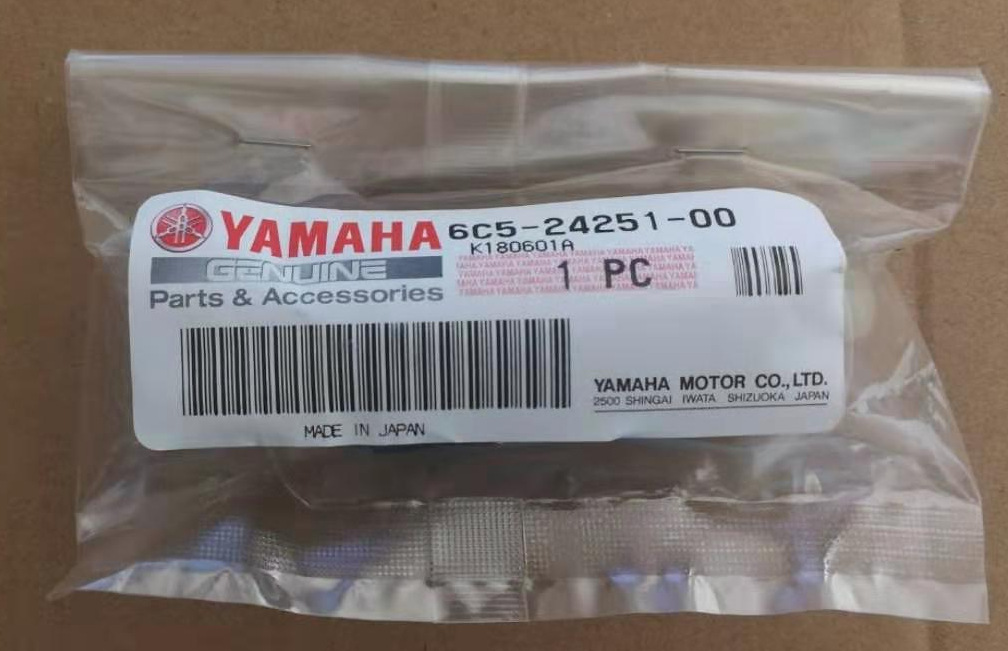 YAMAHA 6C5-24251-00
K180601A
GENUINE
Parts & Accessories
1 PC
YAMAHA MOTOR CO., LTD.
2500 SHINGAI IWATA SHIZUOKA JAPAN
MADE IN JAPAN